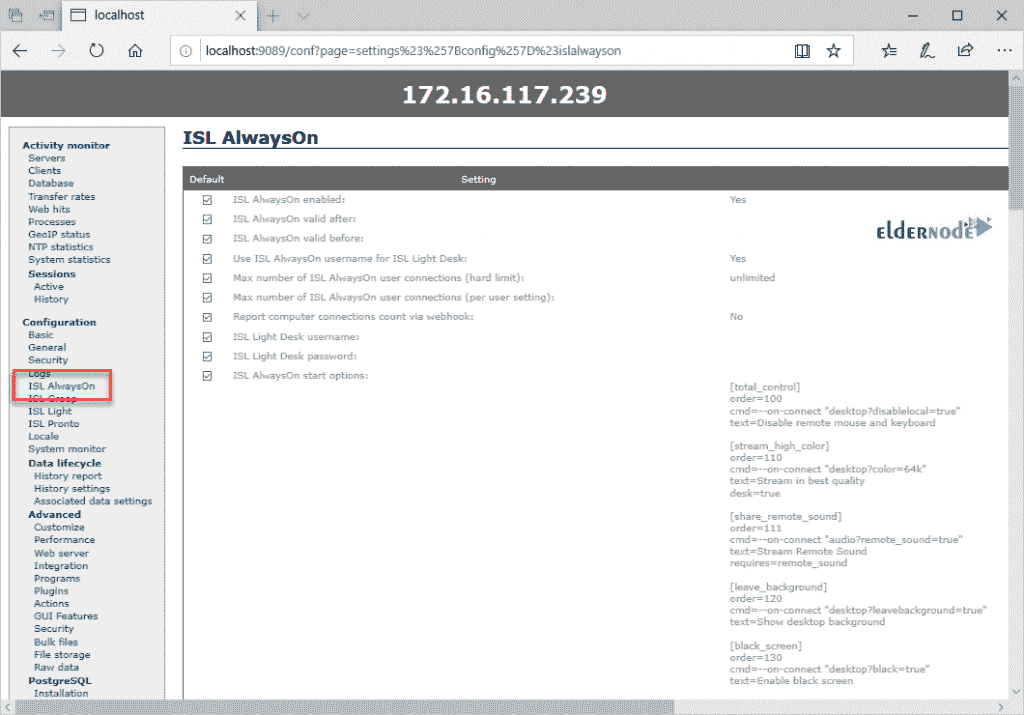 localhost
localhost:9089/conf?page=settings%23%257Bconfig%257D%23islalwayson
172.16.117.239
Activity monitor
Servers
Clients
Database
Transfer rates
Web hits
Processes
GeoIP status
NTP statistics
System statistics
Sessions
Active
History
Configuration
Basic
General
Security
Logs
ISL AlwaysOn
ISL Groop
ISL Light
ISL Pronto
Locale
System monitor
Data lifecycle
History report
History settings
Associated data settings
Advanced
Customize
Performance
Web server
Integration
Programs
Plugins
Actions
GUI Features
Security
Bulk files
File storage
Raw data
PostgreSQL
Installation
ISL AlwaysOn
Default Setting
ISL AlwaysOn enabled: Yes
ISL AlwaysOn valid after:
ELDERNODE
ISL AlwaysOn valid before:
Use ISL AlwaysOn username for ISL Light Desk: Yes
Max number of ISL AlwaysOn user connections (hard limit): unlimited
Max number of ISL AlwaysOn user connections (per user setting):
Report computer connections count via webhook: No
ISL Light Desk username:
ISL Light Desk password:
ISL AlwaysOn start options:
[total_control]
order=100
cmd=--on-connect "desktop?disablelocal=true"
text=Disable remote mouse and keyboard
[stream_high_color]
order=110
cmd=--on-connect "desktop?color=64k"
text=Stream in best quality
desk=true
[share_remote_sound]
order=111
cmd=--on-connect "audio?remote_sound=true"
text=Stream Remote Sound
requires=remote_sound
[leave_background]
order=120
cmd=--on-connect "desktop?leavebackground=true"
text=Show desktop background
[black_screen]
order=130
cmd=--on-connect "desktop?black=true"
text=Enable black screen